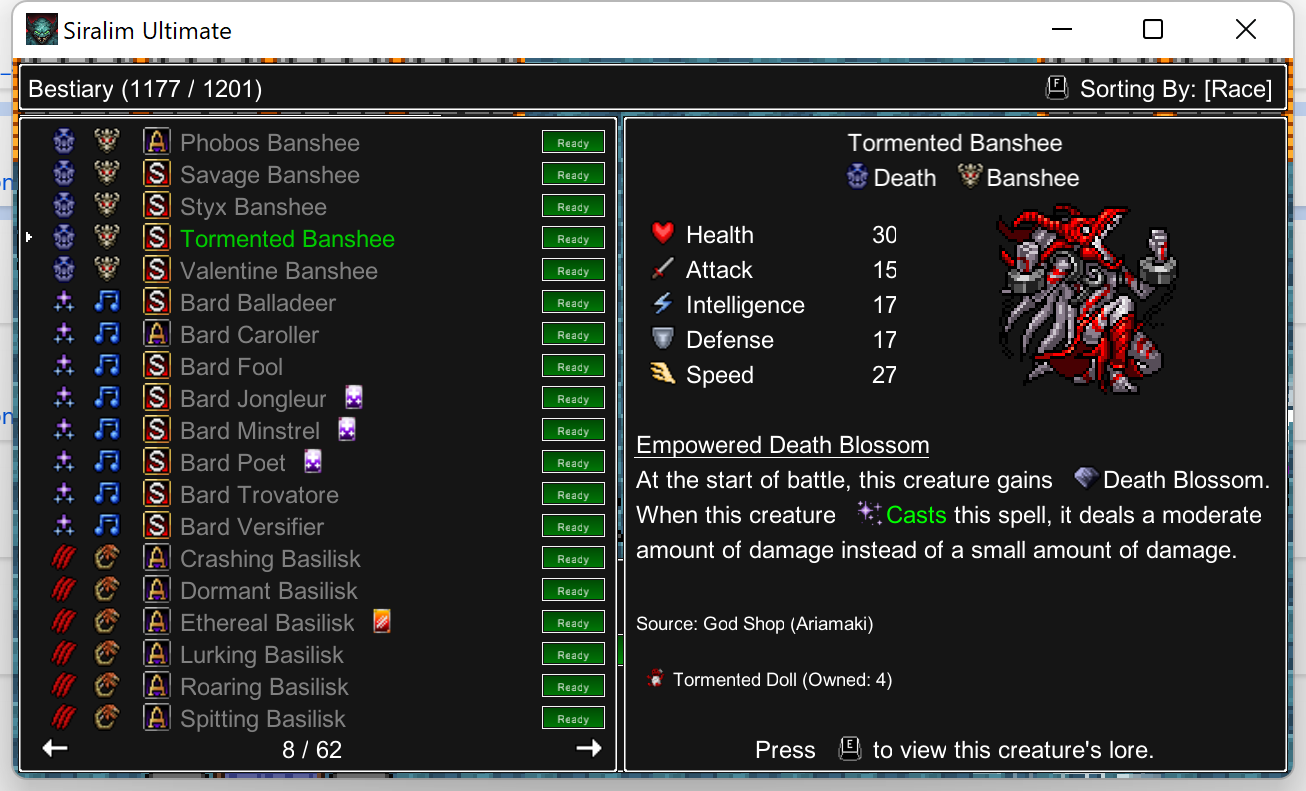 Siralim Ultimate
Bestiary (1177 / 1201)
F Sorting By: [Race]
A Phobos Banshee Ready
S Savage Banshee Ready
S Styx Banshee Ready
S Tormented Banshee Ready
S Valentine Banshee Ready
S Bard Balladeer Ready
A Bard Caroller Ready
S Bard Fool Ready
S Bard Jongleur Ready
S Bard Minstrel Ready
S Bard Poet Ready
S Bard Trovatore Ready
S Bard Versifier Ready
A Crashing Basilisk Ready
A Dormant Basilisk Ready
A Ethereal Basilisk Ready
A Lurking Basilisk Ready
A Roaring Basilisk Ready
A Spitting Basilisk Ready
8 / 62
Tormented Banshee
Death Banshee
Health 30
Attack 15
Intelligence 17
Defense 17
Speed 27
Empowered Death Blossom
At the start of battle, this creature gains Death Blossom.
When this creature Casts this spell, it deals a moderate
amount of damage instead of a small amount of damage.
Source: God Shop (Ariamaki)
Tormented Doll (Owned: 4)
Press E to view this creature's lore.